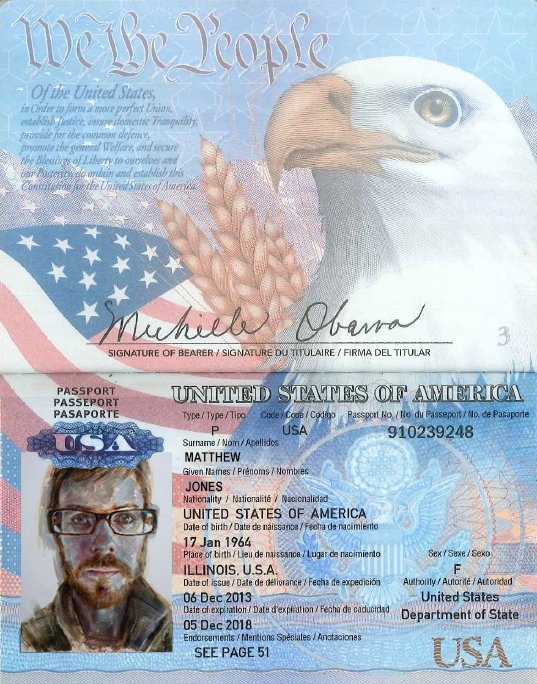 We The People
Of the United States,
in Order to form a more perfect Union,
establish Justice, insure domestic Tranquility,
provide for the common defence,
promote the general Welfare, and secure
the Blessings of Liberty to ourselves and
our Posterity, do ordain and establish this
Constitution for the United States of America.
Michelle Obama
3
SIGNATURE OF BEARER / SIGNATURE DU TITULAIRE / FIRMA DEL TITULAR
PASSPORT
PASSEPORT
PASAPORTE
USA
UNITED STATES OF AMERICA
Type / Type / Tipo Code / Code / Codigo Passport No. / No. du Passeport / No. de Pasaporte
P USA 910239248
Surname / Nom / Apellidos
MATTHEW
Given Names / Prénoms / Nombres
JONES
Nationality / Nationalité / Nacionalidad
UNITED STATES OF AMERICA
Date of birth / Date de naissance / Fecha de nacimiento
17 Jan 1964
Place of birth / Lieu de naissance / Lugar de nacimiento Sex / Sexe / Sexo
ILLINOIS, U.S.A. F
Date of issue / Date de délivrance / Fecha de expedición Authority / Autorité / Autoridad
06 Dec 2013 United States
Date of expiration / Date d'expiration / Fecha de caducidad Department of State
05 Dec 2018
Endorsements / Mentions Spéciales / Anotaciones
SEE PAGE 51
USA